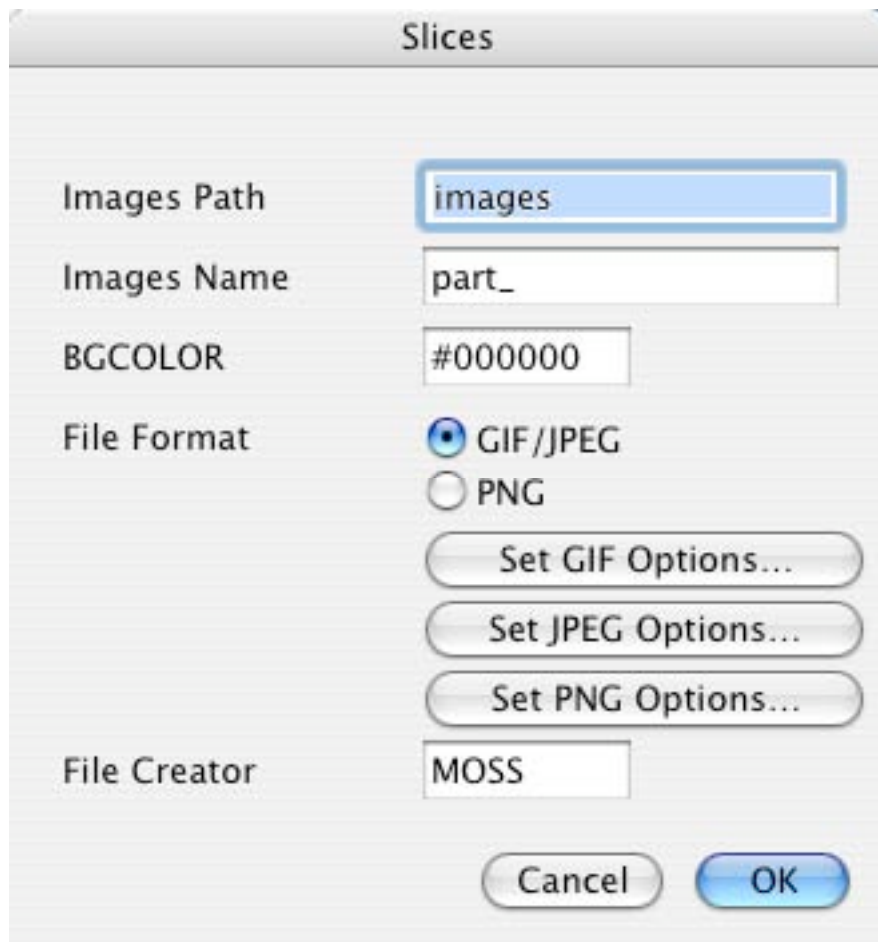 Slices
Images Path images
Images Name part_
BGCOLOR #000000
File Format GIF/JPEG
PNG
Set GIF Options...
Set JPEG Options...
Set PNG Options...
File Creator MOSS
Cancel OK